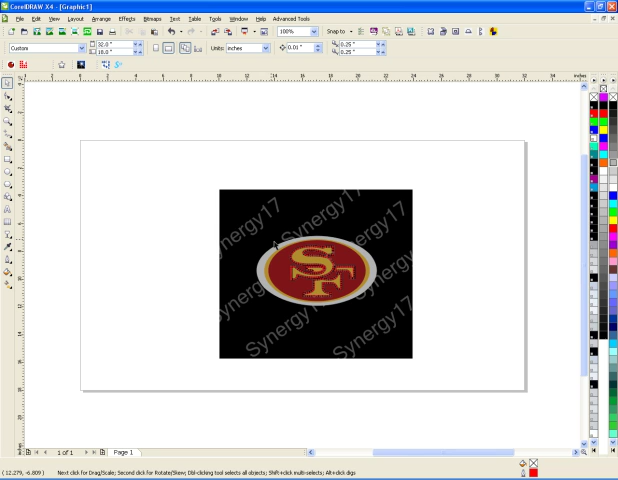 CorelDRAW X4 - [Graphic1]
File Edit View Layout Arrange Effects Bitmaps Text Table Tools Window Help Advanced Tools
100% Snap to
Custom 32.0 " 18.0 " Units: inches 0.01 " 0.25 " 0.25 "
inches
Synergy17
Synergy17
Synergy17
SF
Synergy17
Synergy17
1 of 1 Page 1
( 12.279, -6.809 ) Next click for Drag/Scale; Second click for Rotate/Skew; Dbl-clicking tool selects all objects; Shift+click multi-selects; Alt+click digs